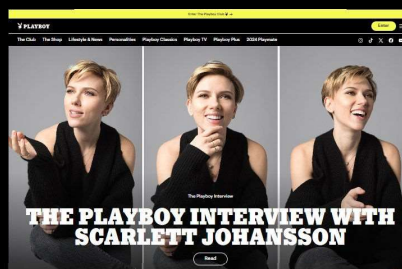 Enter The Playboy Club
PLAYBOY
Enter
The Club The Shop Lifestyle & News Personalities Playboy Classics Playboy TV Playboy Plus 2024 Playmate
The Playboy Interview
THE PLAYBOY INTERVIEW WITH
SCARLETT JOHANSSON
Read